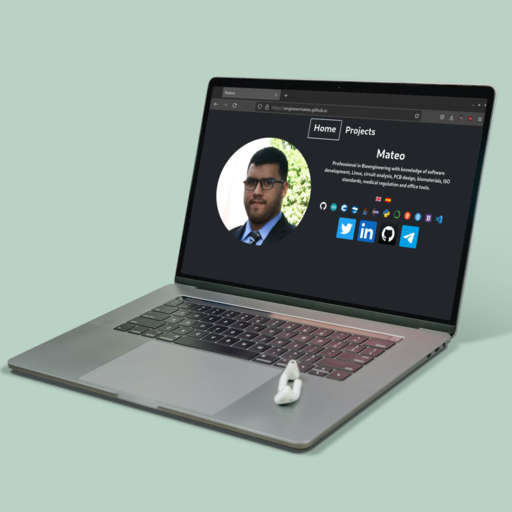 Mateo
https://engineermateo.github.io
Home Projects
Mateo
Professional in Bioengineering with knowledge of software
development, Linux, circuit analysis, PCB design, biomaterials, ISO
standards, medical regulation and office tools.
in